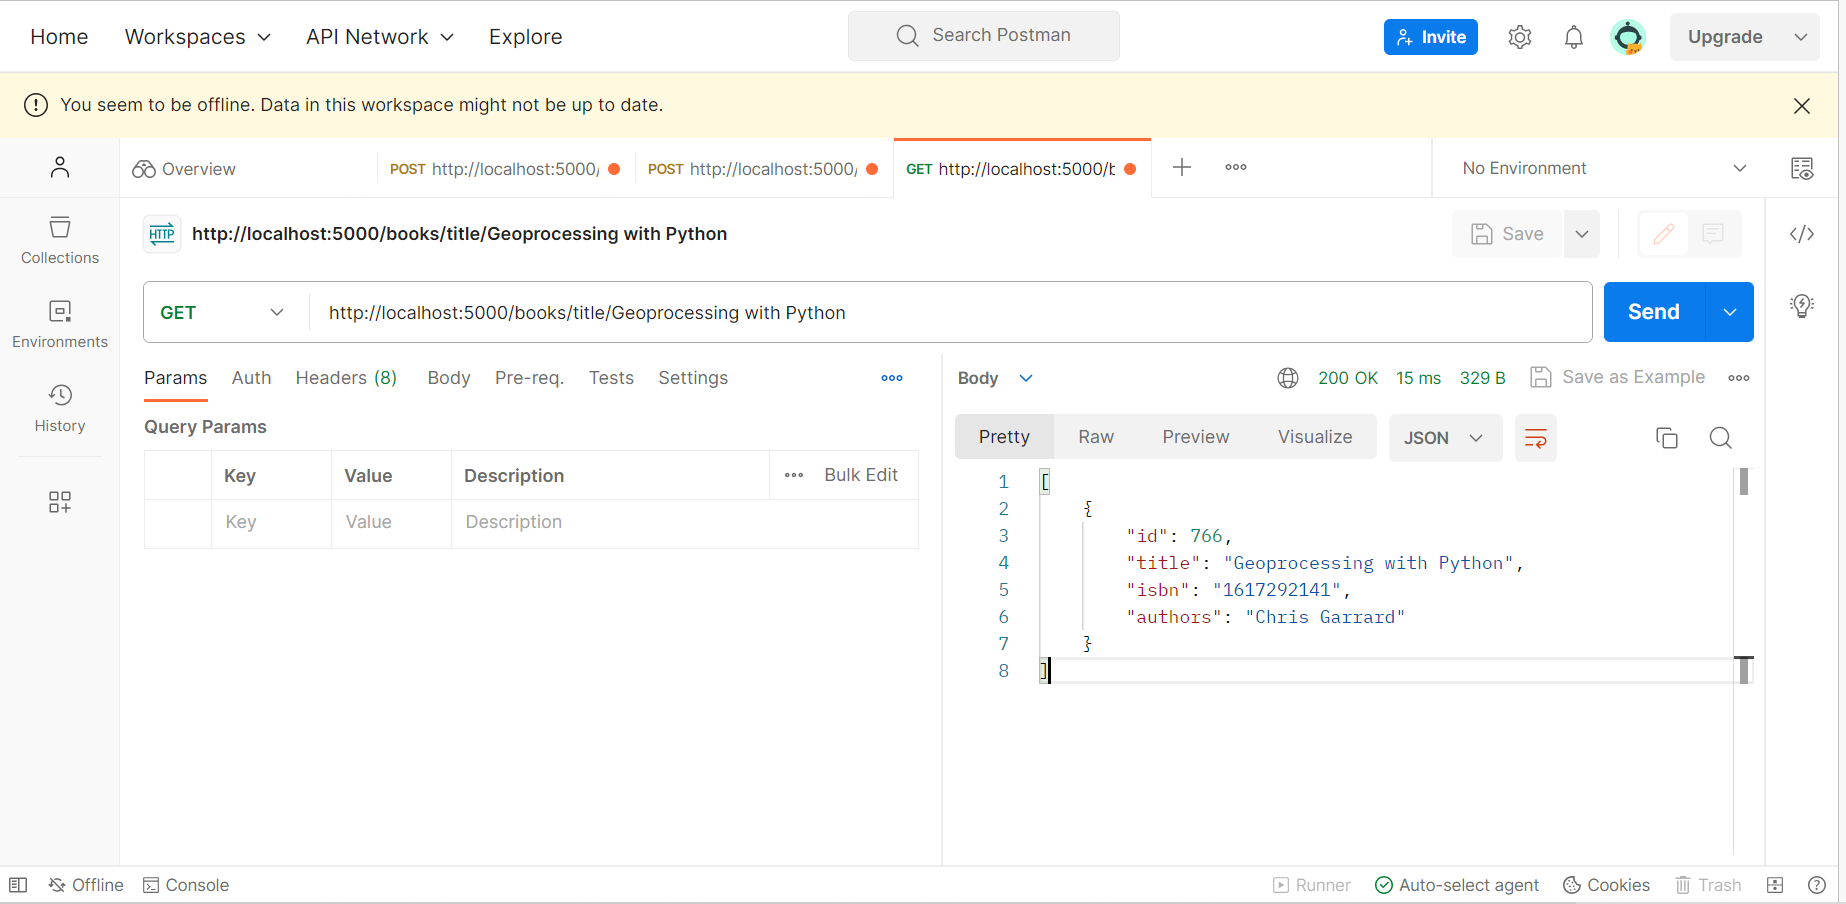 Home Workspaces API Network Explore Search Postman Invite Upgrade
You seem to be offline. Data in this workspace might not be up to date.
Overview POST http://localhost:5000/ POST http://localhost:5000/ GET http://localhost:5000/b No Environment
HTTP http://localhost:5000/books/title/Geoprocessing with Python Save
Collections
Environments
History
GET http://localhost:5000/books/title/Geoprocessing with Python Send
Params Auth Headers (8) Body Pre-req. Tests Settings
Query Params
Key Value Description Bulk Edit
Key Value Description
Body 200 OK 15 ms 329 B Save as Example
Pretty Raw Preview Visualize JSON
1 [
2 {
3 "id": 766,
4 "title": "Geoprocessing with Python",
5 "isbn": "1617292141",
6 "authors": "Chris Garrard"
7 }
8 ]
Offline Console Runner Auto-select agent Cookies Trash